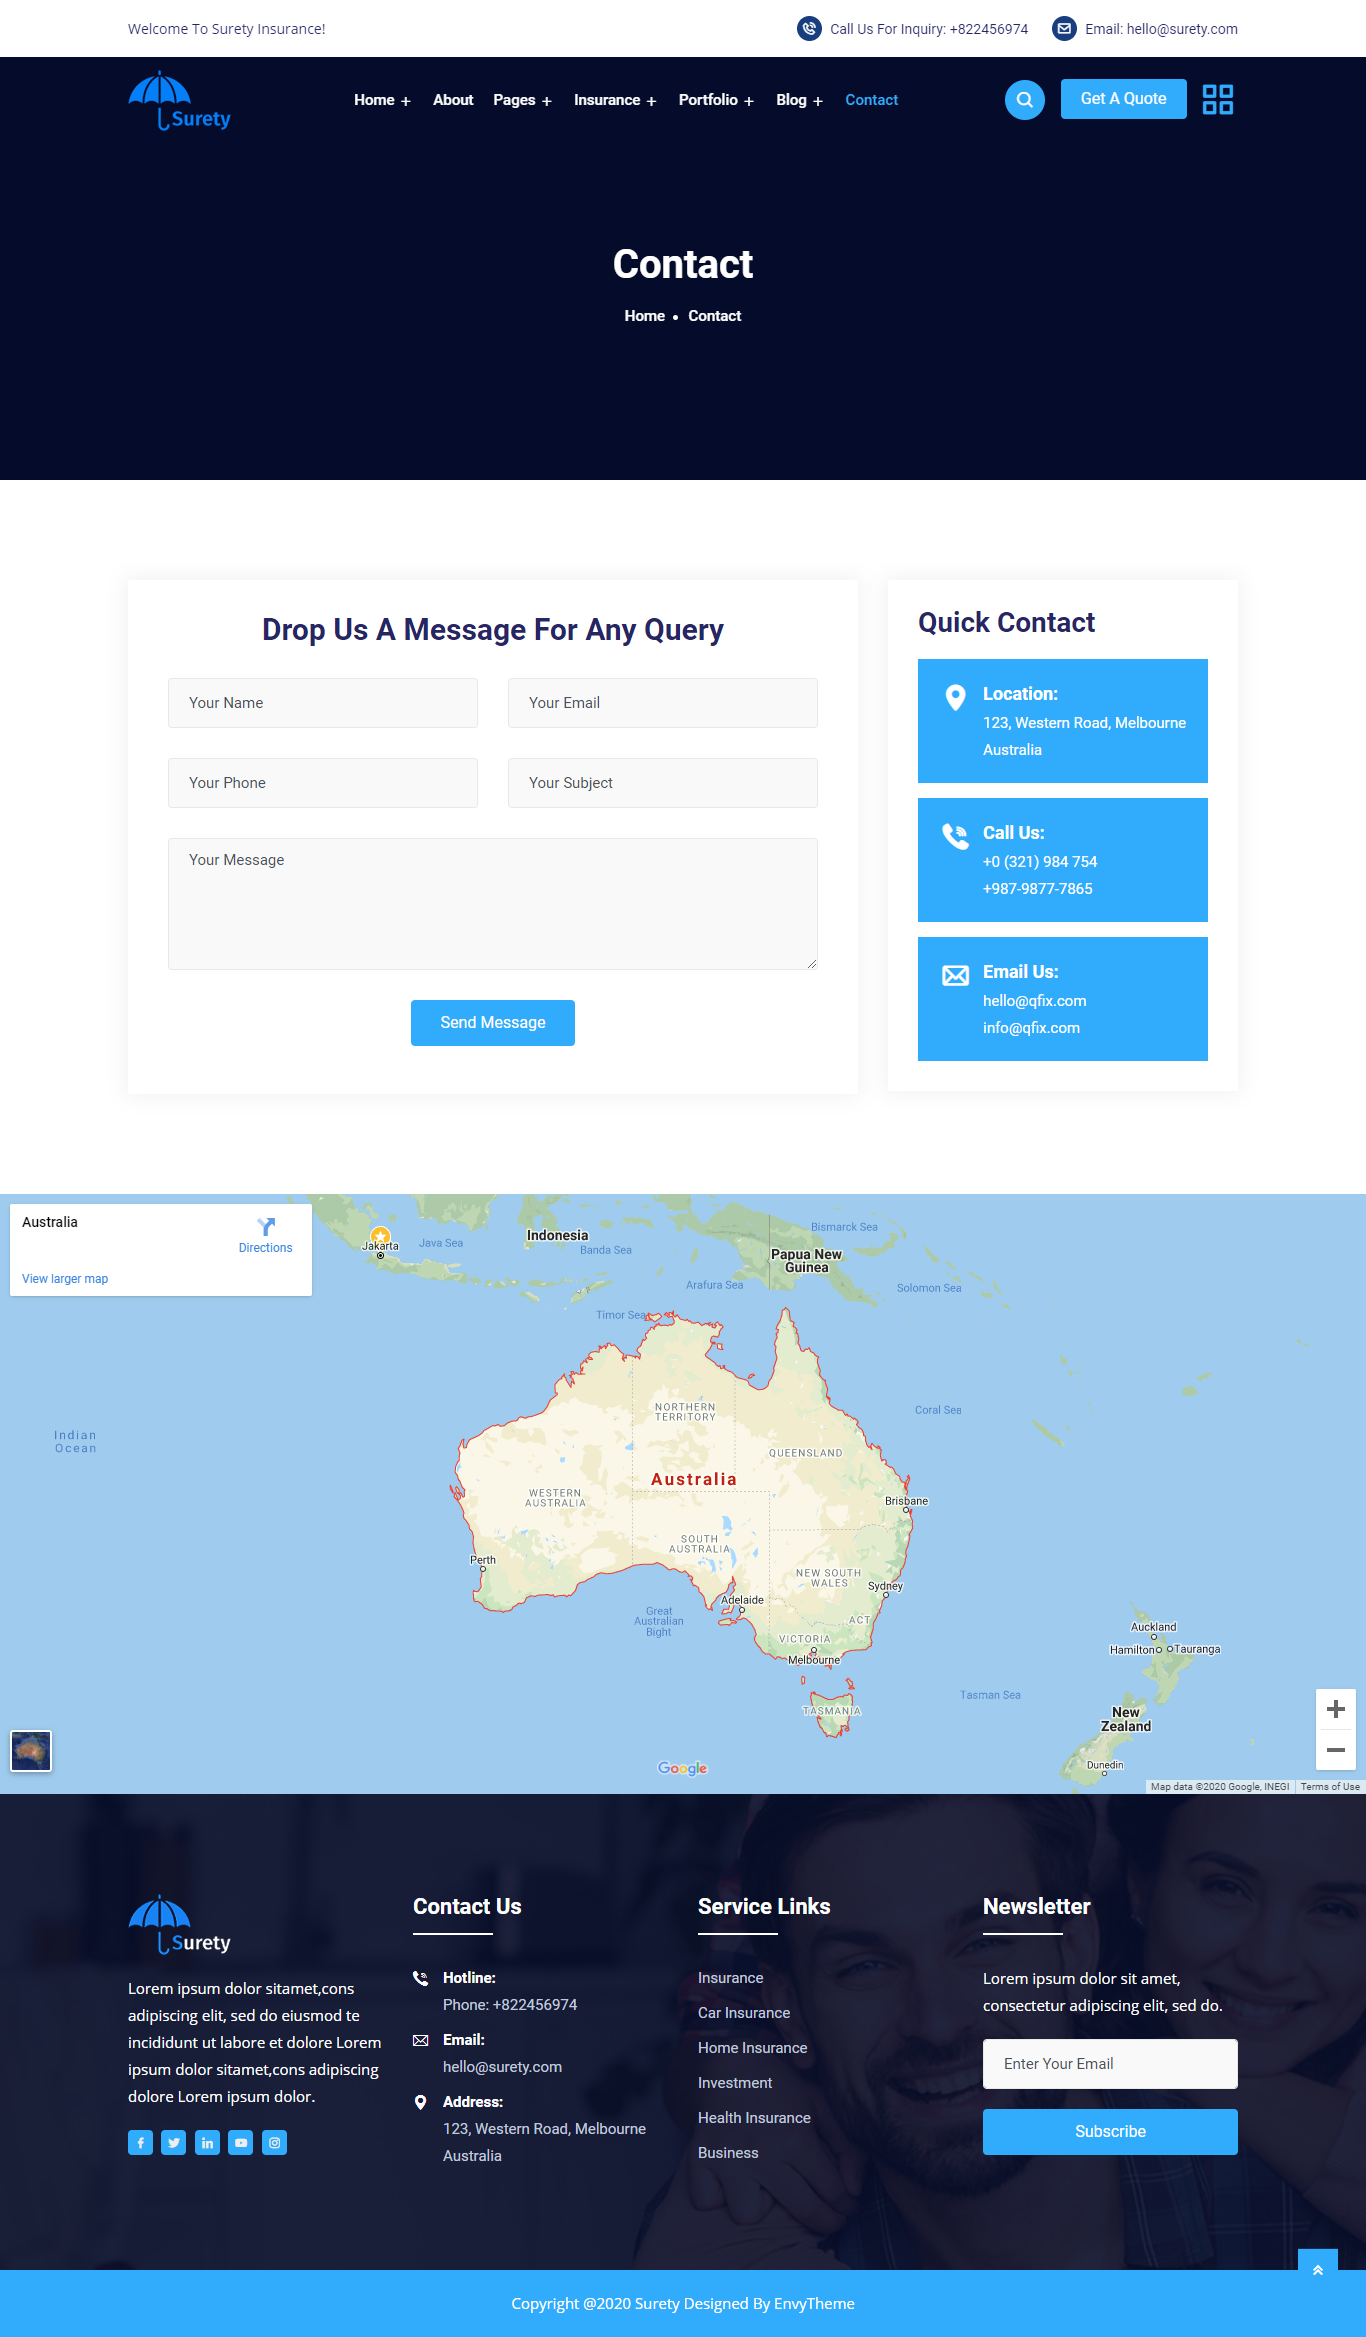 Welcome To Surety Insurance!
Call Us For Inquiry: +822456974
Email: hello@surety.com
Surety
Home +
About
Pages +
Insurance +
Portfolio +
Blog +
Contact
Get A Quote
Contact
Home • Contact
Drop Us A Message For Any Query
Your Name
Your Email
Your Phone
Your Subject
Your Message
Send Message
Quick Contact
Location:
123, Western Road, Melbourne
Australia
Call Us:
+0 (321) 984 754
+987-9877-7865
Email Us:
hello@qfix.com
info@qfix.com
Australia
Directions
View larger map
Jakarta
Java Sea
Indonesia
Banda Sea
Bismarck Sea
Papua New
Guinea
Arafura Sea
Solomon Sea
Timor Sea
Coral Sea
Indian
Ocean
NORTHERN
TERRITORY
QUEENSLAND
Australia
WESTERN
AUSTRALIA
Brisbane
SOUTH
AUSTRALIA
Perth
NEW SOUTH
WALES
Sydney
Adelaide
Great
Australian
Bight
ACT
VICTORIA
Melbourne
Auckland
Hamilton
Tauranga
Tasman Sea
TASMANIA
New
Zealand
Dunedin
Google
Map data ©2020 Google, INEGI
Terms of Use
Surety
Lorem ipsum dolor sitamet,cons
adipiscing elit, sed do eiusmod te
incididunt ut labore et dolore Lorem
ipsum dolor sitamet,cons adipiscing
dolore Lorem ipsum dolor.
Contact Us
Hotline:
Phone: +822456974
Email:
hello@surety.com
Address:
123, Western Road, Melbourne
Australia
Service Links
Insurance
Car Insurance
Home Insurance
Investment
Health Insurance
Business
Newsletter
Lorem ipsum dolor sit amet,
consectetur adipiscing elit, sed do.
Enter Your Email
Subscribe
Copyright @2020 Surety Designed By EnvyTheme